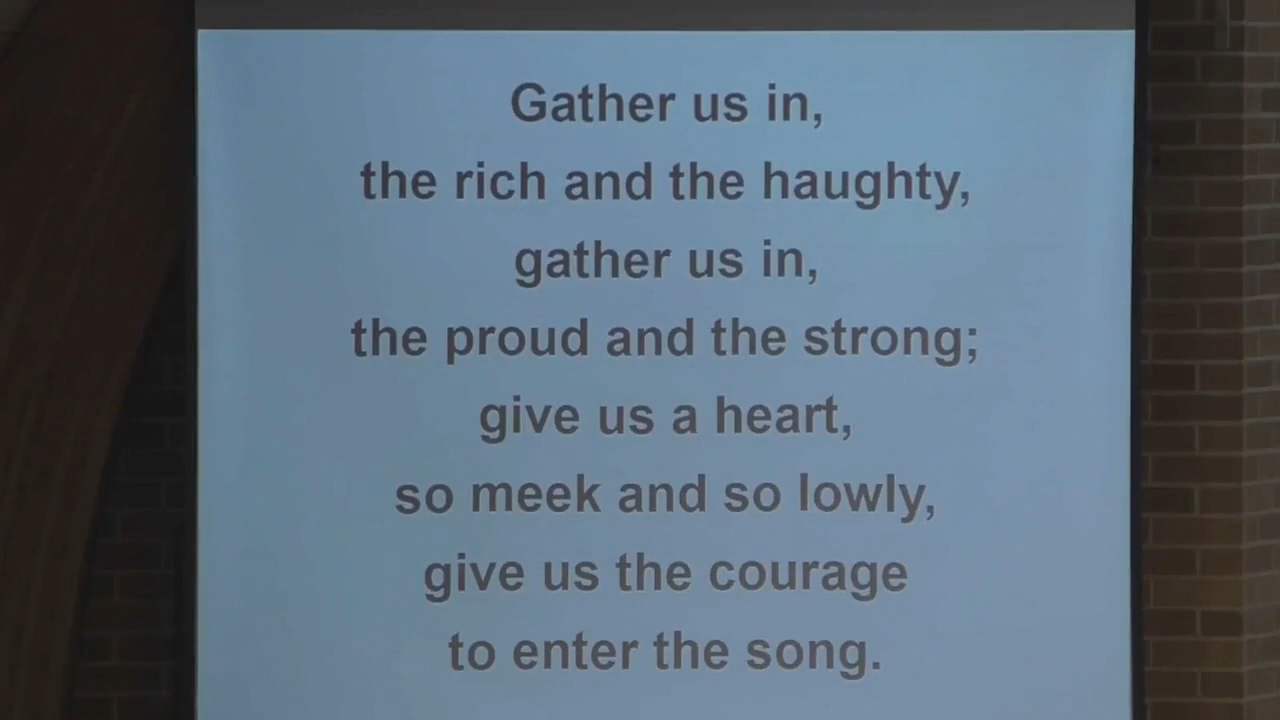 Gather us in,
the rich and the haughty,
gather us in,
the proud and the strong;
give us a heart,
so meek and so lowly,
give us the courage
to enter the song.